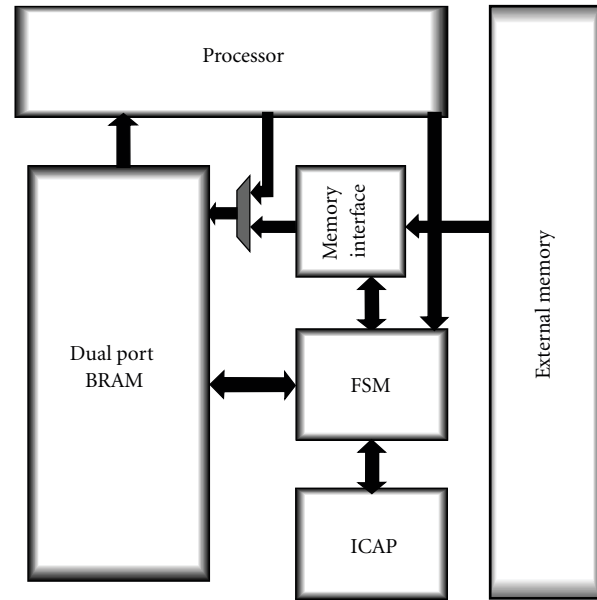 Processor
Memory
interface
External memory
Dual port
BRAM
FSM
ICAP